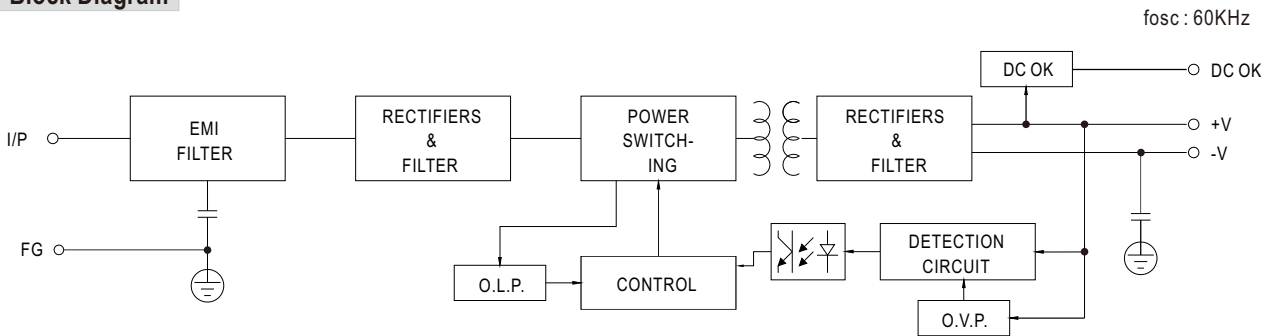 Block Diagram
fosc : 60KHz
DC OK
DC OK
I/P
EMI
FILTER
RECTIFIERS
&
FILTER
POWER
SWITCH-
ING
RECTIFIERS
&
FILTER
+V
-V
FG
O.L.P.
CONTROL
DETECTION
CIRCUIT
O.V.P.